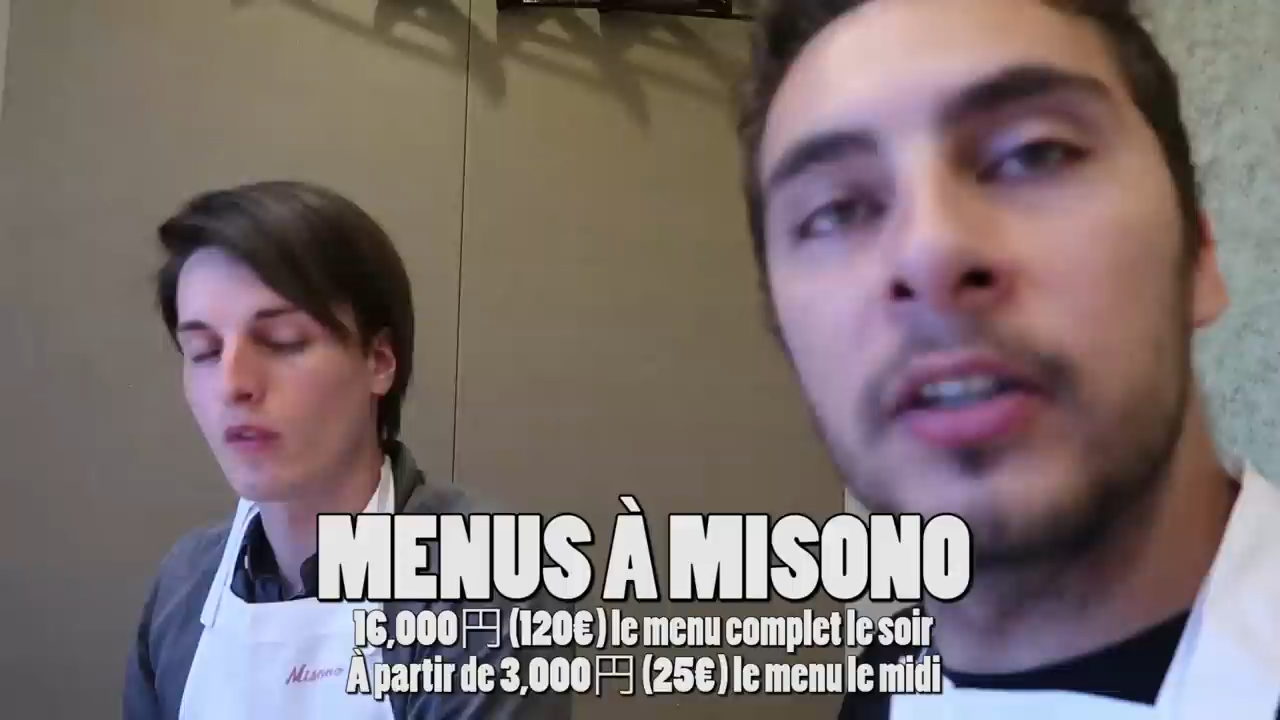 MENUS À MISONO
16,000円 (120€) le menu complet le soir
À partir de 3,000円 (25€) le menu le midi
Misono